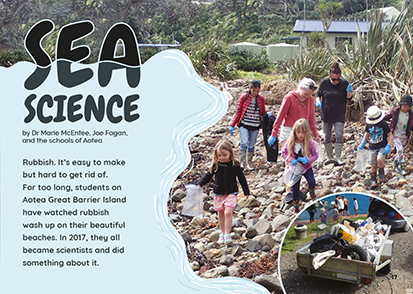 SEA
SCIENCE
by Dr Marie McEntee, Joe Fagan,
and the schools of Aotea
Rubbish. It's easy to make
but hard to get rid of.
For too long, students on
Aotea Great Barrier Island
have watched rubbish
wash up on their beautiful
beaches. In 2017, they all
became scientists and did
something about it.
17